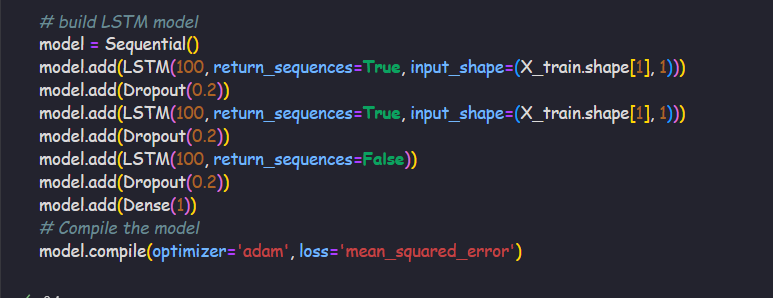 # build LSTM model
model = Sequential()
model.add(LSTM(100, return_sequences=True, input_shape=(X_train.shape[1], 1)))
model.add(Dropout(0.2))
model.add(LSTM(100, return_sequences=True, input_shape=(X_train.shape[1], 1)))
model.add(Dropout(0.2))
model.add(LSTM(100, return_sequences=False))
model.add(Dropout(0.2))
model.add(Dense(1))
# Compile the model
model.compile(optimizer='adam', loss='mean_squared_error')